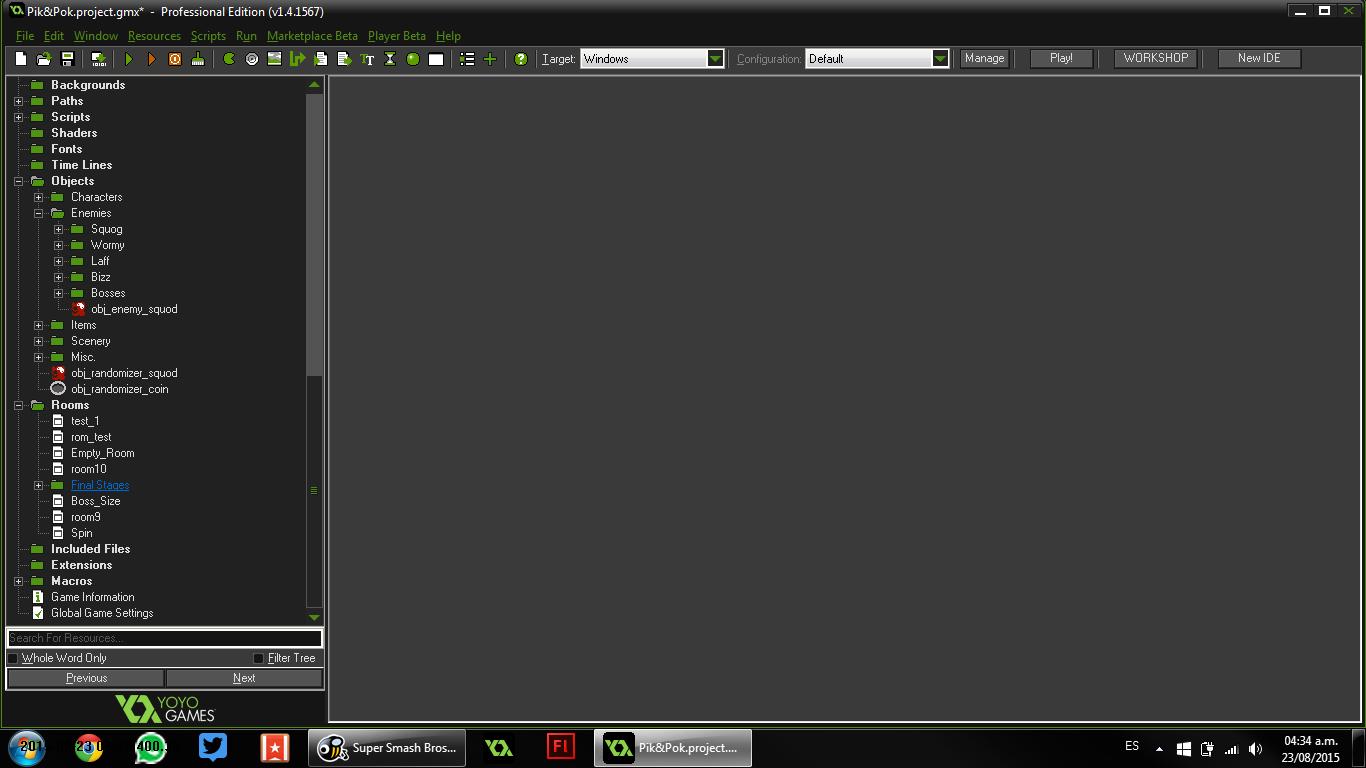 Pik&Pok.project.gmx* - Professional Edition (v1.4.1567)
File Edit Window Resources Scripts Run Marketplace Beta Player Beta Help
Target: Windows Configuration: Default Manage Play! WORKSHOP New IDE
Backgrounds
Paths
Scripts
Shaders
Fonts
Time Lines
Objects
Characters
Enemies
Squog
Wormy
Laff
Bizz
Bosses
obj_enemy_squod
Items
Scenery
Misc.
obj_randomizer_squod
obj_randomizer_coin
Rooms
test_1
rom_test
Empty_Room
room10
Final Stages
Boss_Size
room9
Spin
Included Files
Extensions
Macros
Game Information
Global Game Settings
Search For Resources...
Whole Word Only Filter Tree
Previous Next
YOYO
GAMES
Super Smash Bros... Fl Pik&Pok.project.... ES 04:34 a.m.
23/08/2015